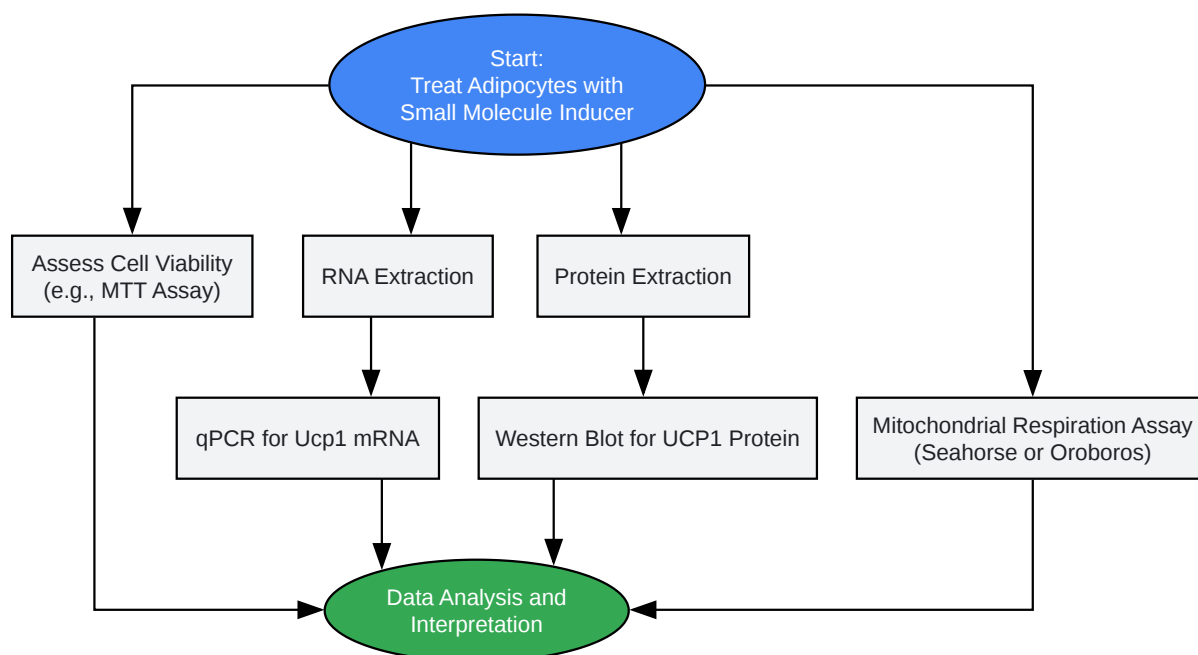 Start:
Treat Adipocytes with
Small Molecule Inducer
Assess Cell Viability
(e.g., MTT Assay)
RNA Extraction
Protein Extraction
qPCR for Ucp1 mRNA
Western Blot for UCP1 Protein
Mitochondrial Respiration Assay
(Seahorse or Oroboros)
Data Analysis and
Interpretation